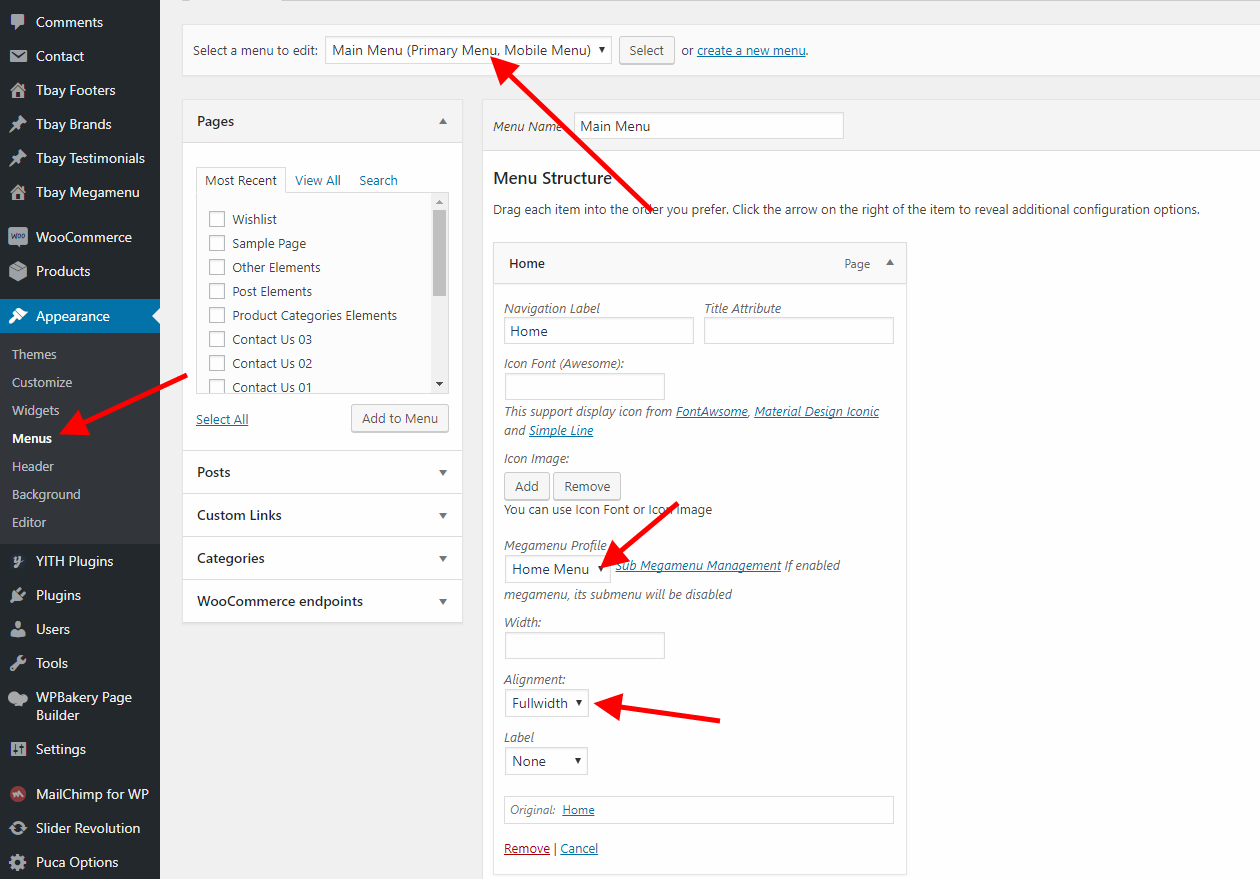 Comments
Contact
Tbay Footers
Tbay Brands
Tbay Testimonials
Tbay Megamenu
WOO WooCommerce
Products
Appearance
Themes
Customize
Widgets
Menus
Header
Background
Editor
YITH Plugins
Plugins
Users
Tools
WPBakery Page
Builder
Settings
MailChimp for WP
Slider Revolution
Puca Options
Select a menu to edit: Main Menu (Primary Menu, Mobile Menu) Select or create a new menu.
Pages
Most Recent View All Search
Wishlist
Sample Page
Other Elements
Post Elements
Product Categories Elements
Contact Us 03
Contact Us 02
Contact Us 01
Select All Add to Menu
Posts
Custom Links
Categories
WooCommerce endpoints
Menu Name Main Menu
Menu Structure
Drag each item into the order you prefer. Click the arrow on the right of the item to reveal additional configuration options.
Home Page
Navigation Label Title Attribute
Home
Icon Font (Awesome):
This support display icon from FontAwsome, Material Design Iconic
and Simple Line
Icon Image:
Add Remove
You can use Icon Font or Icon Image
Megamenu Profile
Home Menu Sub Megamenu Management If enabled
megamenu, its submenu will be disabled
Width:
Alignment:
Fullwidth
Label
None
Original: Home
Remove | Cancel